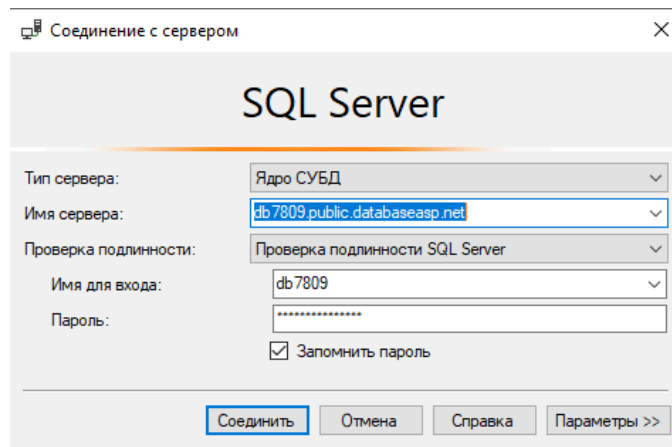 Соединение с сервером
SQL Server
Тип сервера: Ядро СУБД
Имя сервера: db7809.public.databaseasp.net
Проверка подлинности: Проверка подлинности SQL Server
Имя для входа: db7809
Пароль: ***************
Запомнить пароль
Соединить Отмена Справка Параметры >>